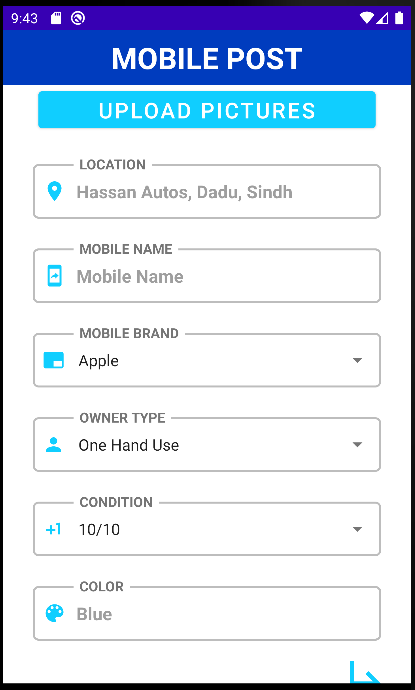 9:43
MOBILE POST
UPLOAD PICTURES
LOCATION
Hassan Autos, Dadu, Sindh
MOBILE NAME
Mobile Name
MOBILE BRAND
Apple
OWNER TYPE
One Hand Use
CONDITION
+1 10/10
COLOR
Blue